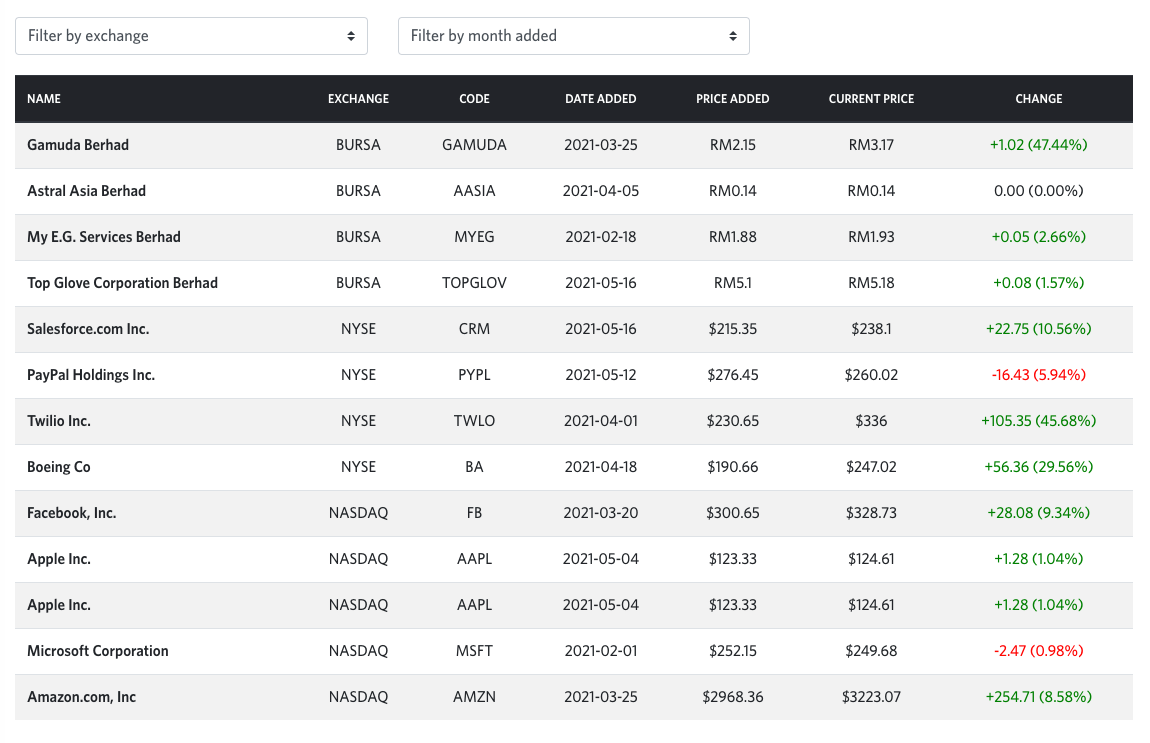 Filter by exchange Filter by month added
NAME EXCHANGE CODE DATE ADDED PRICE ADDED CURRENT PRICE CHANGE
Gamuda Berhad BURSA GAMUDA 2021-03-25 RM2.15 RM3.17 +1.02 (47.44%)
Astral Asia Berhad BURSA AASIA 2021-04-05 RM0.14 RM0.14 0.00 (0.00%)
My E.G. Services Berhad BURSA MYEG 2021-02-18 RM1.88 RM1.93 +0.05 (2.66%)
Top Glove Corporation Berhad BURSA TOPGLOV 2021-05-16 RM5.1 RM5.18 +0.08 (1.57%)
Salesforce.com Inc. NYSE CRM 2021-05-16 $215.35 $238.1 +22.75 (10.56%)
PayPal Holdings Inc. NYSE PYPL 2021-05-12 $276.45 $260.02 -16.43 (5.94%)
Twilio Inc. NYSE TWLO 2021-04-01 $230.65 $336 +105.35 (45.68%)
Boeing Co NYSE BA 2021-04-18 $190.66 $247.02 +56.36 (29.56%)
Facebook, Inc. NASDAQ FB 2021-03-20 $300.65 $328.73 +28.08 (9.34%)
Apple Inc. NASDAQ AAPL 2021-05-04 $123.33 $124.61 +1.28 (1.04%)
Apple Inc. NASDAQ AAPL 2021-05-04 $123.33 $124.61 +1.28 (1.04%)
Microsoft Corporation NASDAQ MSFT 2021-02-01 $252.15 $249.68 -2.47 (0.98%)
Amazon.com, Inc NASDAQ AMZN 2021-03-25 $2968.36 $3223.07 +254.71 (8.58%)